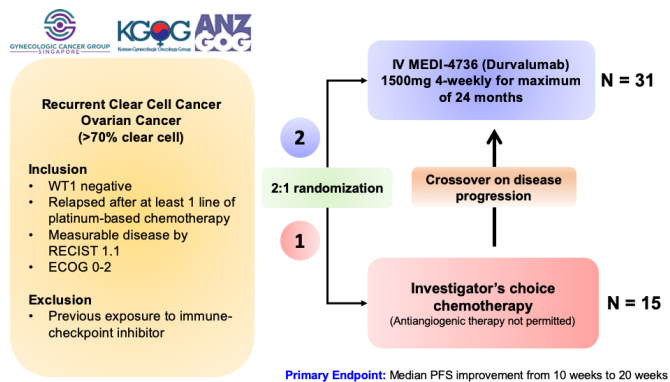 GYNECOLOGIC CANCER GROUP
SINGAPORE
KGOG
Korean Gynecologic Oncology Group
ANZ
GOG
Recurrent Clear Cell Cancer
Ovarian Cancer
(>70% clear cell)
Inclusion
• WT1 negative
• Relapsed after at least 1 line of
platinum-based chemotherapy
• Measurable disease by
RECIST 1.1
• ECOG 0-2
Exclusion
• Previous exposure to immune-
checkpoint inhibitor
2:1 randomization
2
1
IV MEDI-4736 (Durvalumab)
1500mg 4-weekly for maximum
of 24 months
N = 31
Crossover on disease
progression
Investigator’s choice
chemotherapy
(Antiangiogenic therapy not permitted)
N = 15
Primary Endpoint: Median PFS improvement from 10 weeks to 20 weeks